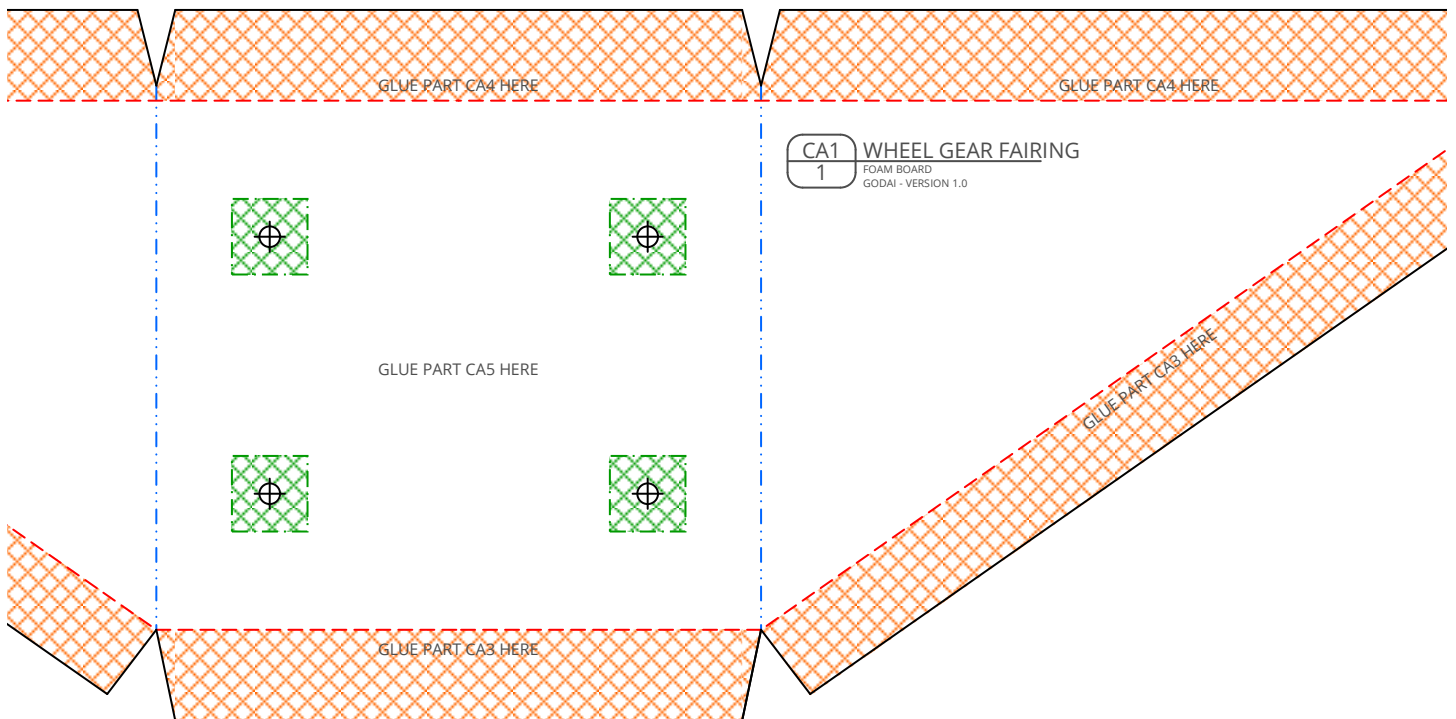 GLUE PART CA4 HERE
GLUE PART CA4 HERE
CA1
1
WHEEL GEAR FAIRING
FOAM BOARD
GODAI - VERSION 1.0
GLUE PART CA5 HERE
GLUE PART CA3 HERE
GLUE PART CA3 HERE